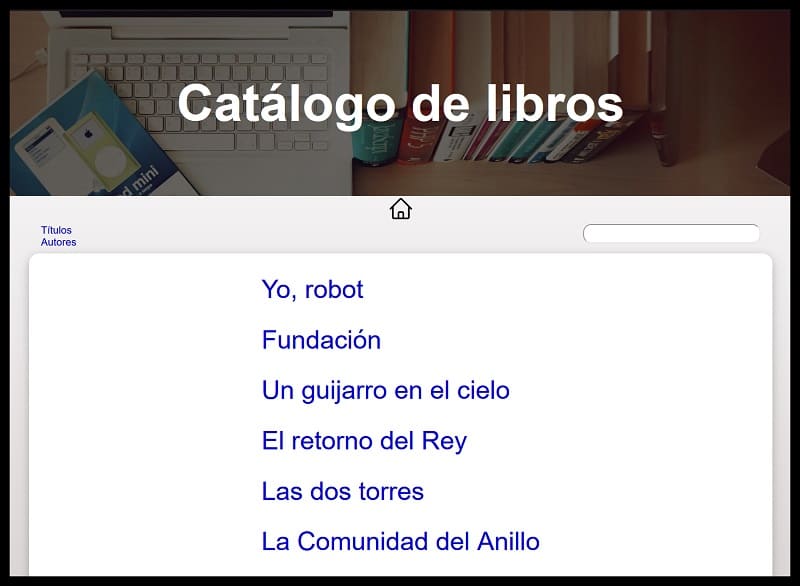 Catálogo de libros
d mini
Títulos
Autores
Yo, robot
Fundación
Un guijarro en el cielo
El retorno del Rey
Las dos torres
La Comunidad del Anillo